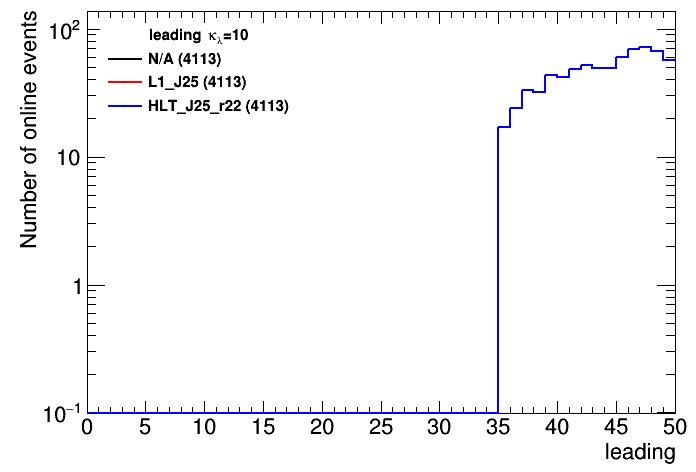 leading κλ=10
N/A (4113)
L1_J25 (4113)
HLT_J25_r22 (4113)
Number of online events
10²
10
1
10⁻¹
0 5 10 15 20 25 30 35 40 45 50
leading